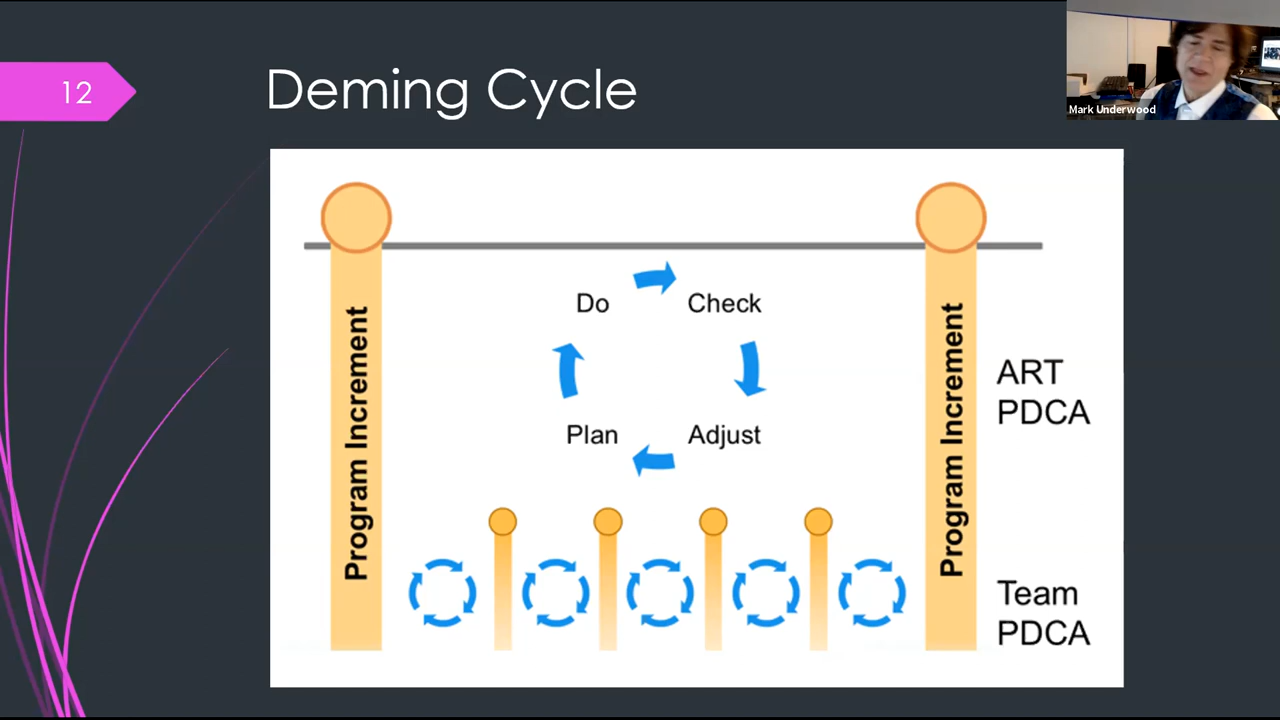 12
Deming Cycle
Mark Underwood
Program Increment
Do
Check
Plan
Adjust
Program Increment
ART
PDCA
Team
PDCA